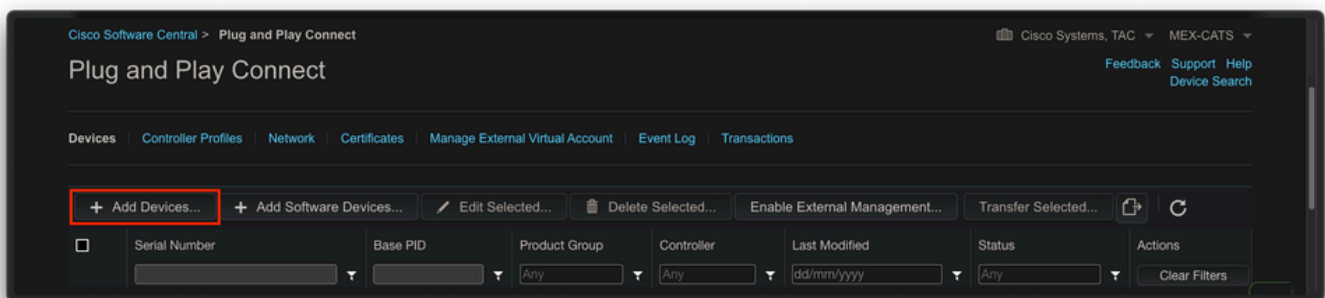 Cisco Software Central > Plug and Play Connect
Cisco Systems, TAC MEX-CATS
Plug and Play Connect
Feedback Support Help
Device Search
Devices Controller Profiles Network Certificates Manage External Virtual Account Event Log Transactions
+ Add Devices... + Add Software Devices... Edit Selected... Delete Selected... Enable External Management... Transfer Selected...
Serial Number Base PID Product Group Controller Last Modified Status Actions
Any Any dd/mm/yyyy Any Clear Filters